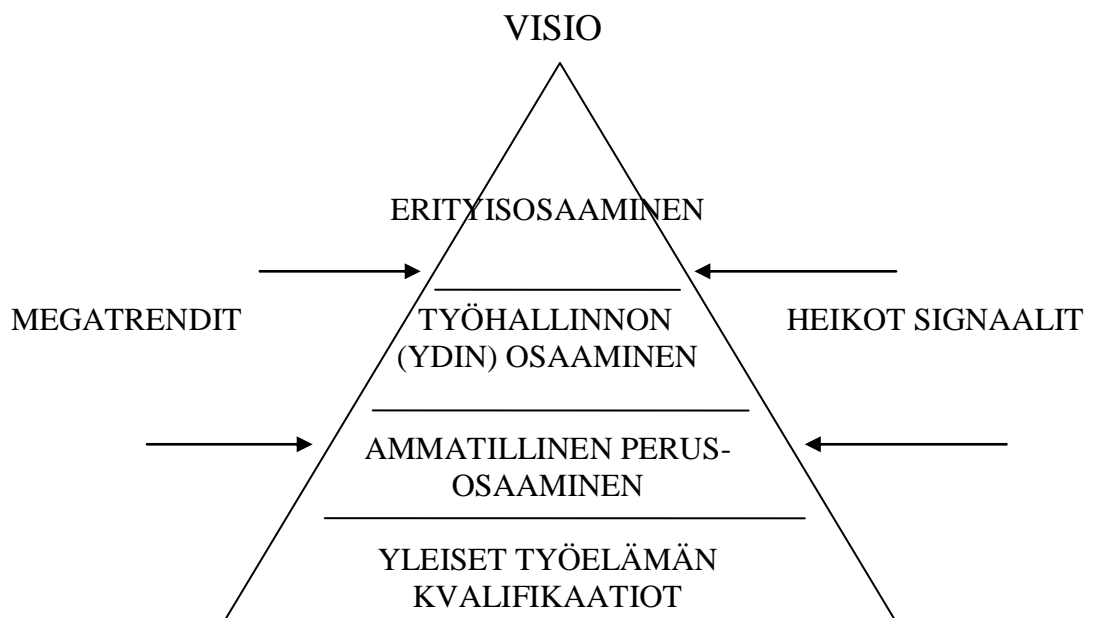 VISIO
ERITYISOSAAMINEN
MEGATRENDIT
TYÖHALLINNON
(YDIN) OSAAMINEN
HEIKOT SIGNAALIT
AMMATILLINEN PERUS-
OSAAMINEN
YLEISET TYÖELÄMÄN
KVALIFIKAATIOT